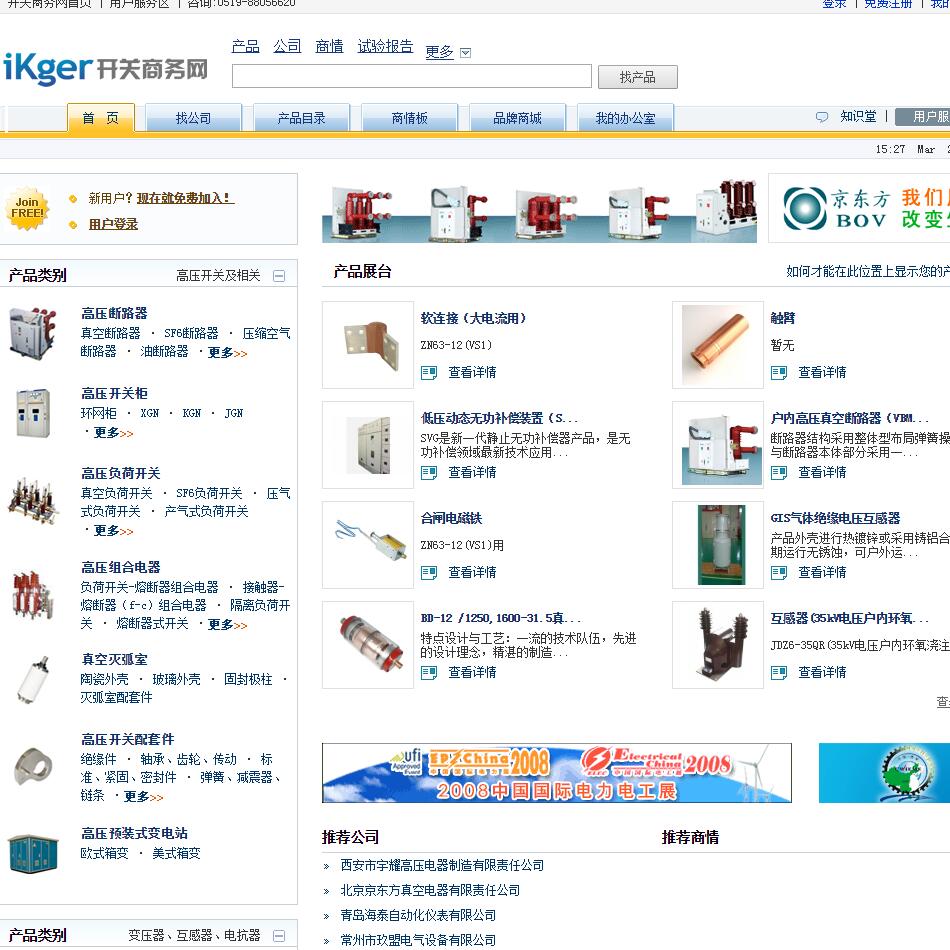 开关商务网首页 | 用户服务区 | 咨询:0519-88056620
登录 | 免费注册 |
iKger 开关商务网
产品 公司 商情 试验报告 更多
找产品
首 页 找公司 产品目录 商情板 品牌商城 我的办公室
知识堂 |
15:27 Mar
Join FREE!
新用户? 现在就免费加入!
用户登录
京东方
BOV
我们
改变
产品类别 高压开关及相关
高压断路器
真空断路器 · SF6断路器 · 压缩空气
断路器 · 油断路器 ·更多>>
高压开关柜
环网柜 · XGN · KGN · JGN
·更多>>
高压负荷开关
真空负荷开关 · SF6负荷开关 · 压气
式负荷开关 · 产气式负荷开关
·更多>>
高压组合电器
负荷开关-熔断器组合电器 · 接触器-
熔断器(f-c)组合电器 · 隔离负荷开
关 · 熔断器式开关 ·更多>>
真空灭弧室
陶瓷外壳 · 玻璃外壳 · 固封极柱 ·
灭弧室配套件
高压开关配套件
绝缘件 · 轴承、齿轮、传动 · 标
准、紧固、密封件 · 弹簧、减震器、
链条 ·更多>>
高压预装式变电站
欧式箱变 · 美式箱变
产品类别 变压器、互感器、电抗器
产品展台
如何才能在此位置上显示您的产
软连接(大电流用)
ZN63-12(VS1)
查看详情
触臂
暂无
查看详情
低压动态无功补偿装置(S...
SVG是新一代静止无功补偿器产品，是无
功补偿领域最新技术应用...
查看详情
户内高压真空断路器(VBM...
断路器结构采用整体型布局弹簧操
与断路器本体部分采用一...
查看详情
合闸电磁铁
ZN63-12(VS1)用
查看详情
GIS气体绝缘电压互感器
产品外壳进行热镀锌或采用铸铝合
期运行无锈蚀，可户外运...
查看详情
BD-12 /1250,1600-31.5真...
特点设计与工艺：一流的技术队伍，先进
的设计理念，精湛的制造...
查看详情
互感器(35kW电压户内环氧...
JDZ6-35QR(35kV电压户内环氧浇注
查看详情
查
ufi Approved Event
EPChina2008
中国国际电力展
Electrical China 2008
中国国际电工展
2008中国国际电力电工展
推荐公司
» 西安市宇耀高压电器制造有限责任公司
» 北京京东方真空电器有限责任公司
» 青岛海泰自动化仪表有限公司
» 常州市玖盟电气设备有限公司
推荐商情